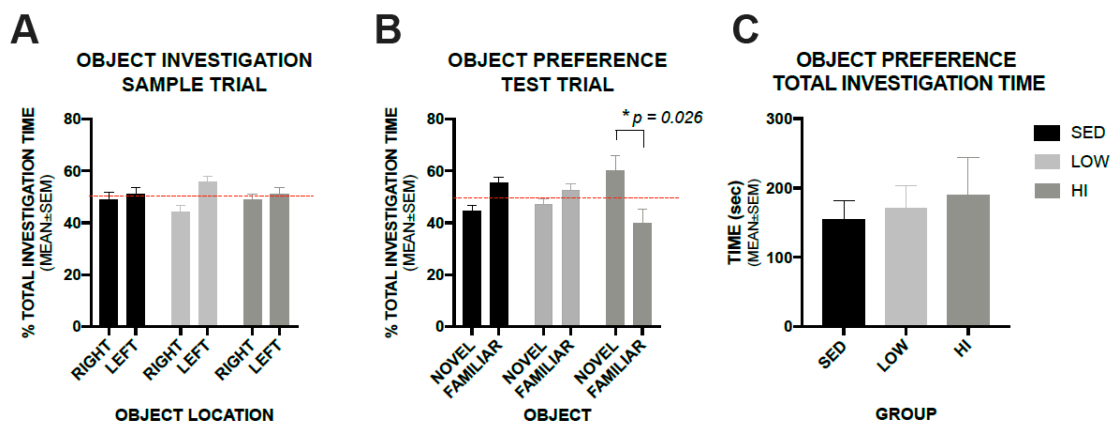 A
OBJECT INVESTIGATION
SAMPLE TRIAL
% TOTAL INVESTIGATION TIME
(MEAN±SEM)
80
60
40
20
0
RIGHT
LEFT
RIGHT
LEFT
RIGHT
LEFT
OBJECT LOCATION
B
OBJECT PREFERENCE
TEST TRIAL
* p = 0.026
% TOTAL INVESTIGATION TIME
(MEAN±SEM)
80
60
40
20
0
NOVEL
FAMILIAR
NOVEL
FAMILIAR
NOVEL
FAMILIAR
OBJECT
C
OBJECT PREFERENCE
TOTAL INVESTIGATION TIME
TIME (sec)
(MEAN±SEM)
300
200
100
0
SED
LOW
HI
GROUP
SED
LOW
HI